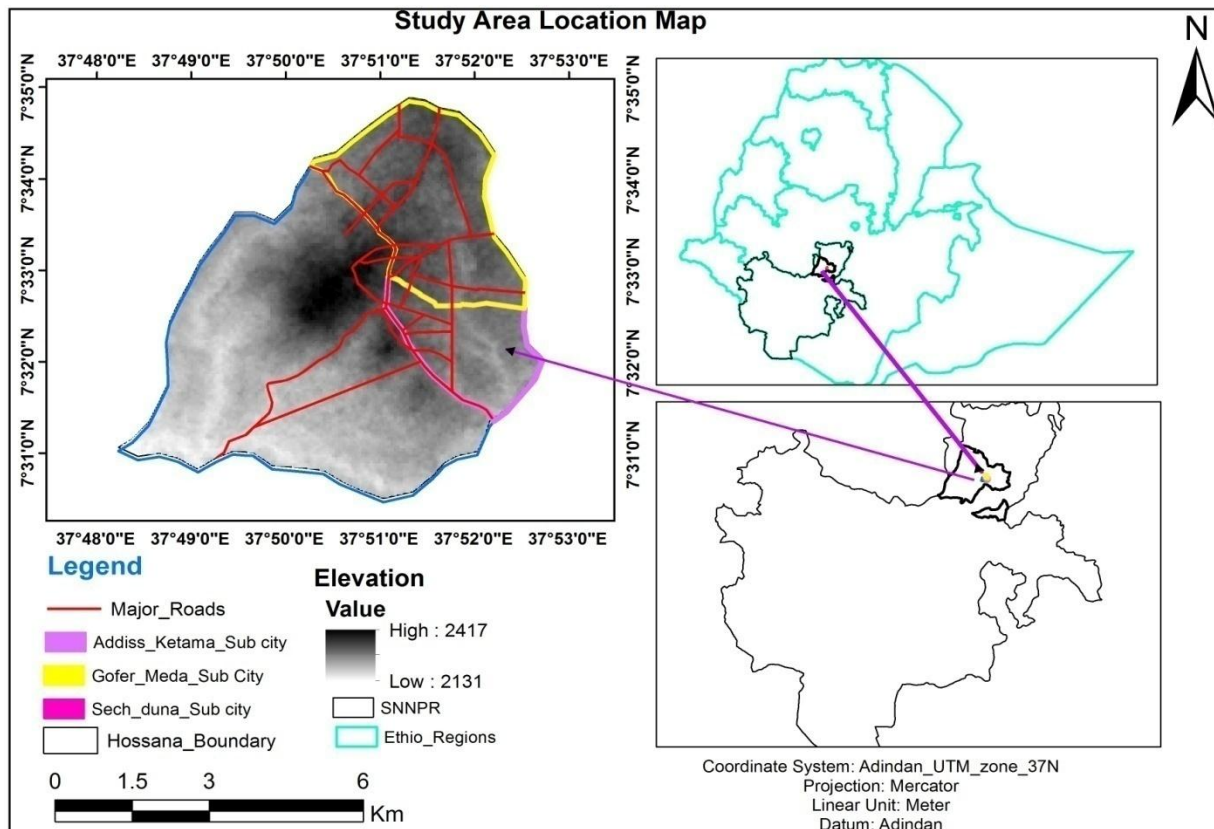 Study Area Location Map
N
37°48'0"E 37°49'0"E 37°50'0"E 37°51'0"E 37°52'0"E 37°53'0"E
7°35'0"N 7°35'0"N
7°34'0"N 7°34'0"N
7°33'0"N 7°33'0"N
7°32'0"N 7°32'0"N
7°31'0"N 7°31'0"N
37°48'0"E 37°49'0"E 37°50'0"E 37°51'0"E 37°52'0"E 37°53'0"E
Legend
Major_Roads
Addiss_Ketama_Sub city
Gofer_Meda_Sub City
Sech_duna_Sub city
Hossana_Boundary
Elevation
Value
High : 2417
Low : 2131
SNNPR
Ethio_Regions
0 1.5 3 6
Km
Coordinate System: Adindan_UTM_zone_37N
Projection: Mercator
Linear Unit: Meter
Datum: Adindan